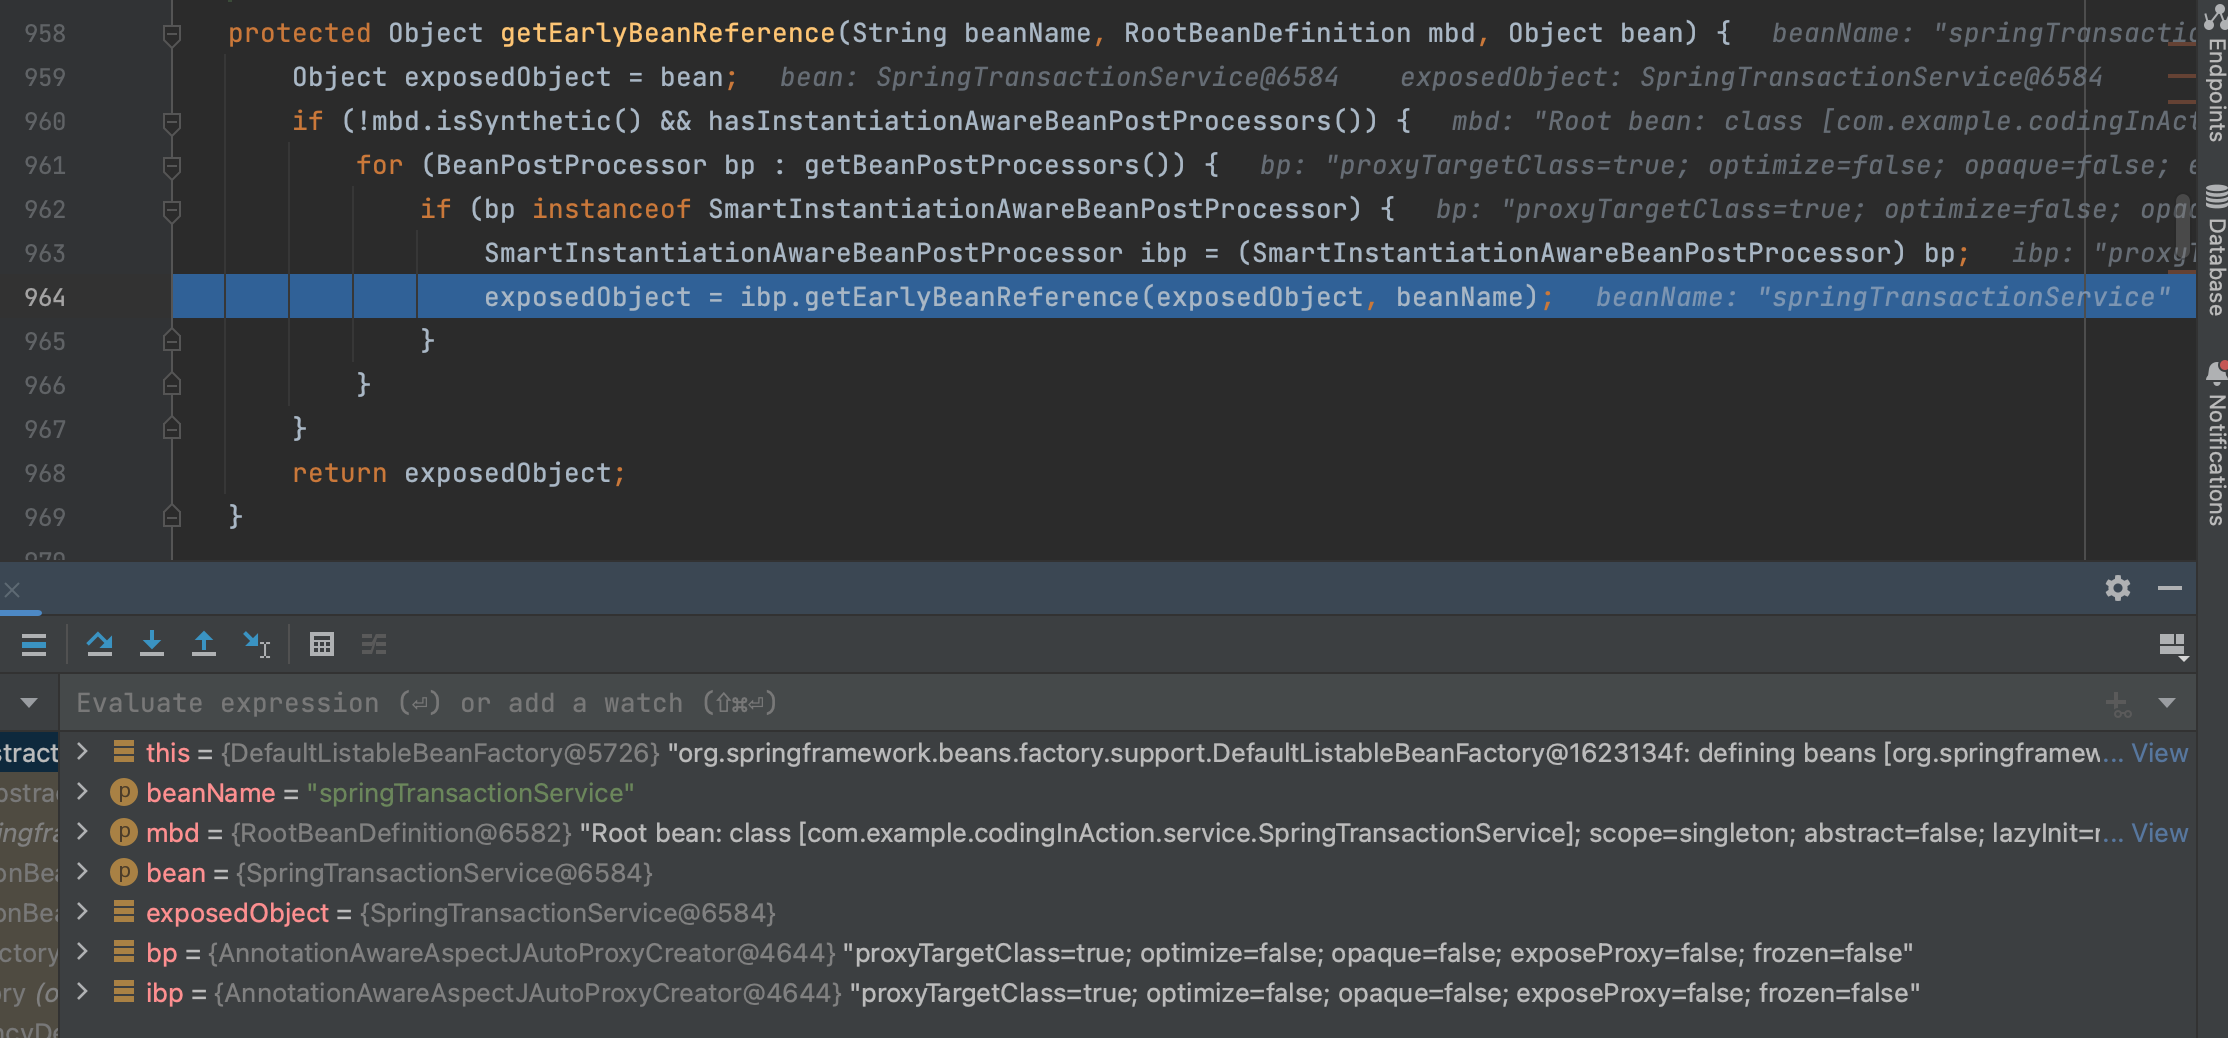 958 protected Object getEarlyBeanReference(String beanName, RootBeanDefinition mbd, Object bean) { beanName: "springTransactio
959 Object exposedObject = bean; bean: SpringTransactionService@6584 exposedObject: SpringTransactionService@6584
960 if (!mbd.isSynthetic() && hasInstantiationAwareBeanPostProcessors()) { mbd: "Root bean: class [com.example.codingInAct
961 for (BeanPostProcessor bp : getBeanPostProcessors()) { bp: "proxyTargetClass=true; optimize=false; opaque=false; e
962 if (bp instanceof SmartInstantiationAwareBeanPostProcessor) { bp: "proxyTargetClass=true; optimize=false; opaq
963 SmartInstantiationAwareBeanPostProcessor ibp = (SmartInstantiationAwareBeanPostProcessor) bp; ibp: "proxyT
964 exposedObject = ibp.getEarlyBeanReference(exposedObject, beanName); beanName: "springTransactionService"
965 }
966 }
967 }
968 return exposedObject;
969 }
Endpoints
Database
Notifications
Evaluate expression (⏎) or add a watch (⇧⌘⏎)
stract
this = {DefaultListableBeanFactory@5726} "org.springframework.beans.factory.support.DefaultListableBeanFactory@1623134f: defining beans [org.springframew... View
bstra
beanName = "springTransactionService"
ingfra
mbd = {RootBeanDefinition@6582} "Root bean: class [com.example.codingInAction.service.SpringTransactionService]; scope=singleton; abstract=false; lazyInit=r... View
onBea
bean = {SpringTransactionService@6584}
onBea
exposedObject = {SpringTransactionService@6584}
ctory
bp = {AnnotationAwareAspectJAutoProxyCreator@4644} "proxyTargetClass=true; optimize=false; opaque=false; exposeProxy=false; frozen=false"
ry (o
ibp = {AnnotationAwareAspectJAutoProxyCreator@4644} "proxyTargetClass=true; optimize=false; opaque=false; exposeProxy=false; frozen=false"
ncyDe